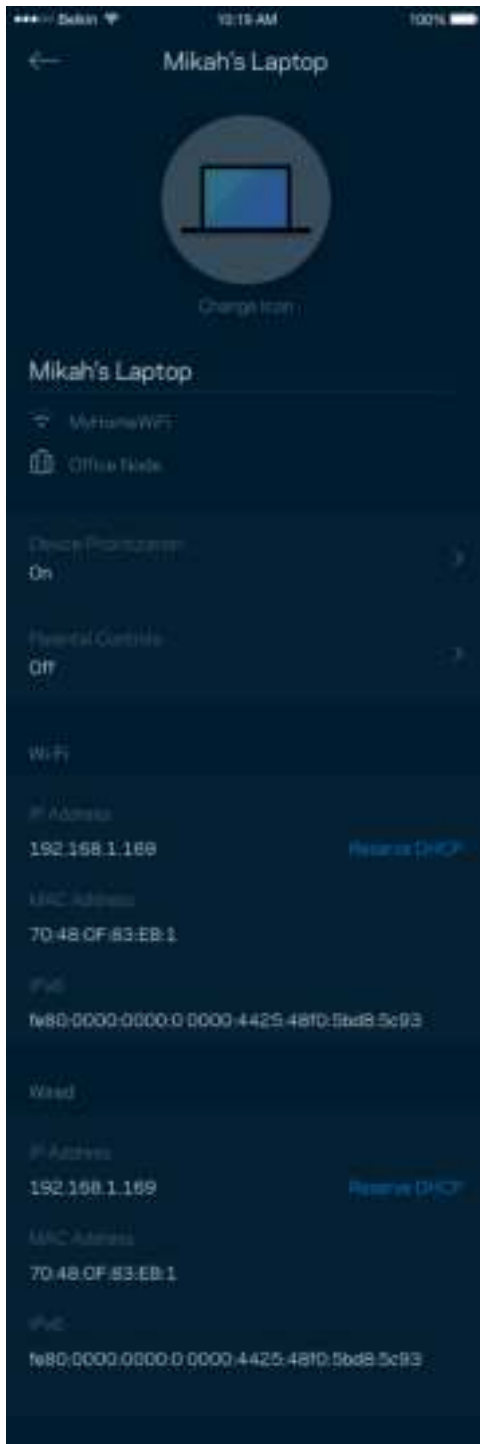 Belkin 10:19 AM 100%
Mikah's Laptop
Change Icon
Mikah's Laptop
MyHomeWiFi
Office Node
Device Prioritization
On
Parental Controls
Off
Wi-Fi
IP Address
192.168.1.169 Reserve DHCP
MAC Address
70:48:0F:83:EB:1
IPv6
fe80:0000:0000:0:0000:4425:48f0:5bd8:5c93
Wired
IP Address
192.168.1.169 Reserve DHCP
MAC Address
70:48:0F:83:EB:1
IPv6
fe80:0000:0000:0:0000:4425:48f0:5bd8:5c93